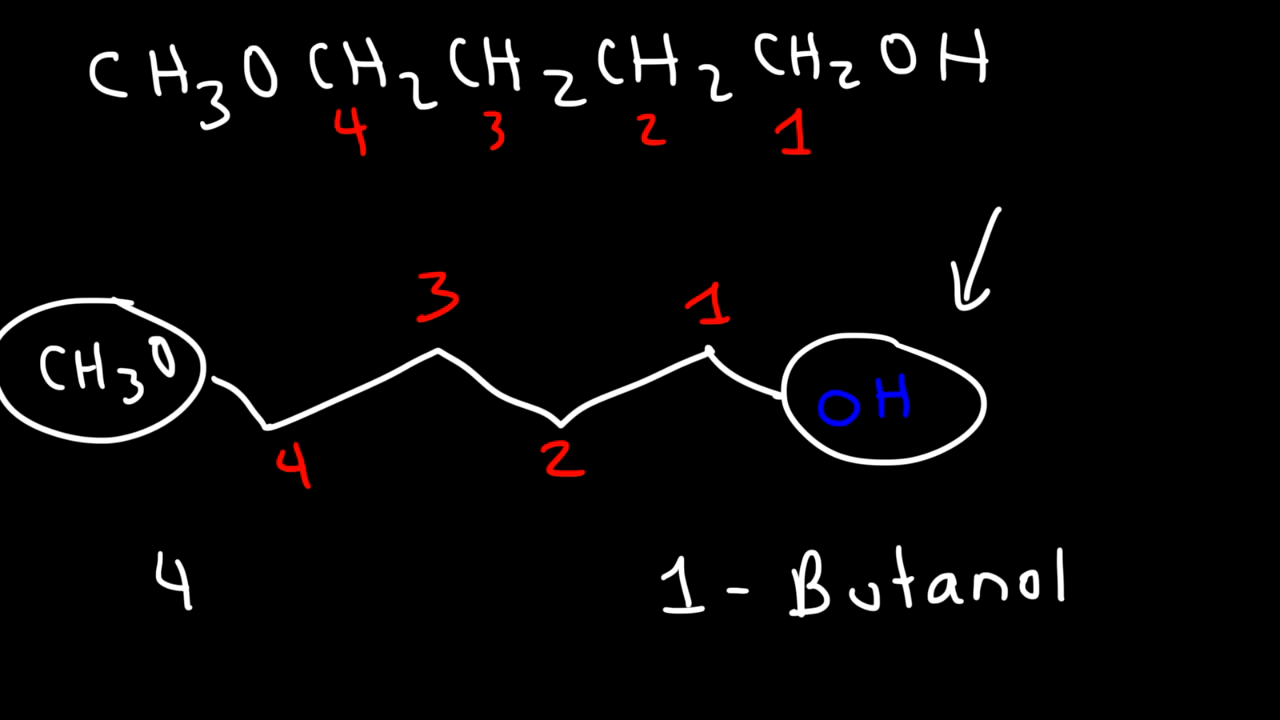 CH₃OCH₂CH₂CH₂CH₂OH
4 3 2 1
3 1
CH₃O OH
4 2
4 1-Butanol